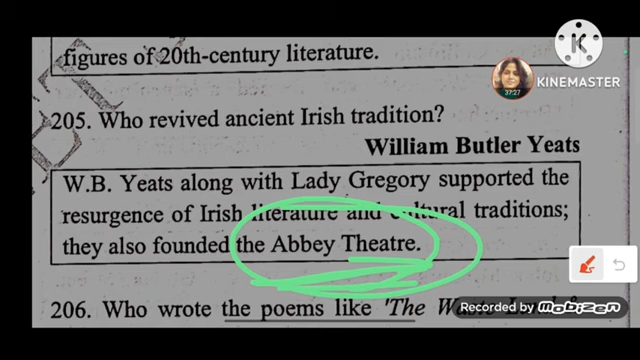 figures of 20th-century literature.
K
KINEMASTER
37:27
205. Who revived ancient Irish tradition?
William Butler Yeats
W.B. Yeats along with Lady Gregory supported the
resurgence of Irish literature and cultural traditions;
they also founded the Abbey Theatre.
206. Who wrote the poems like 'The Waste
Recorded by mobizen